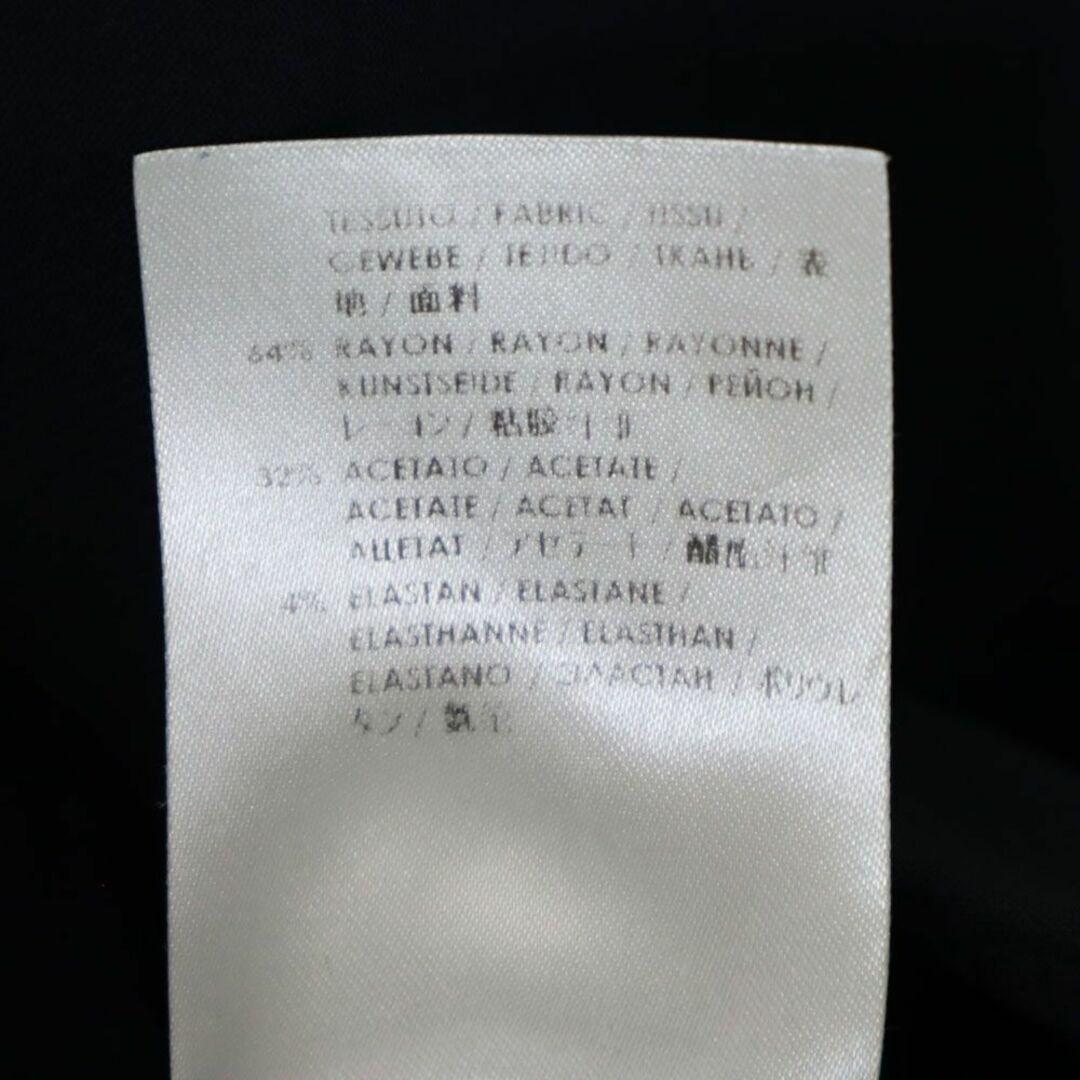 TESSUTO / FABRIC / TISSU /
GEWEBE / TEJIDO / ТКАНЬ / 表
地 / 面料
64% RAYON / RAYON / RAYONNE /
KUNSTSEIDE / RAYON / РЕЙОН /
レーヨン / 粘胶纤维
32% ACETATO / ACETATE /
ACETATE / ACETAT / ACETATO /
АЦЕТАТ / アセテート / 醋酯纤维
4% ELASTAN / ELASTANE /
ELASTHANNE / ELASTHAN /
ELASTANO / ЭЛАСТАН / ポリウレ
タン / 氨纶